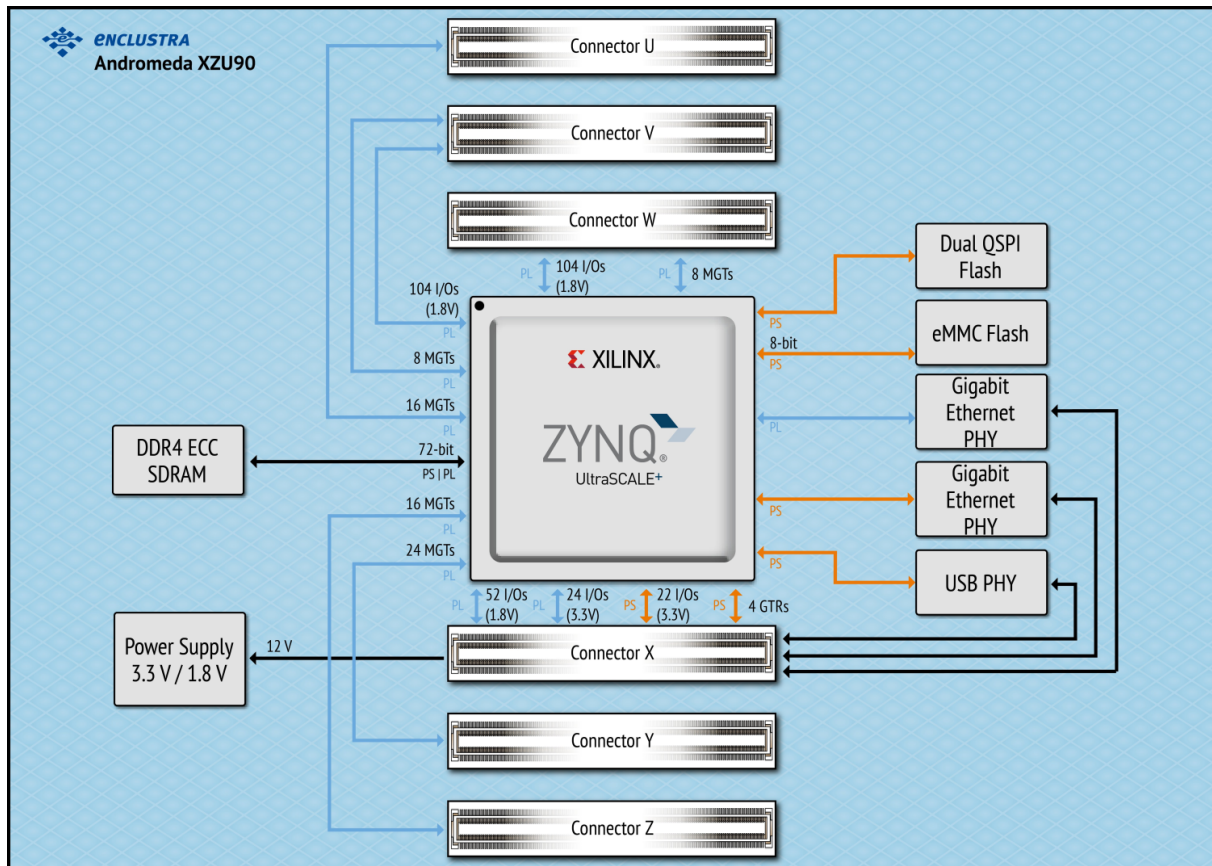 enclustra
Andromeda XZU90
Connector U
Connector V
Connector W
PL
104 I/Os
(1.8V)
PL
8 MGTs
104 I/Os
(1.8V)
PL
8 MGTs
PL
16 MGTs
PL
72-bit
PS | PL
16 MGTs
PL
24 MGTs
PL
DDR4 ECC
SDRAM
XILINX®
ZYNQ®
UltraSCALE+
PS
8-bit
PS
PL
PS
PS
Dual QSPI
Flash
eMMC Flash
Gigabit
Ethernet
PHY
Gigabit
Ethernet
PHY
USB PHY
PL
52 I/Os
(1.8V)
PL
24 I/Os
(3.3V)
PS
22 I/Os
(3.3V)
PS
4 GTRs
Power Supply
3.3 V / 1.8 V
12 V
Connector X
Connector Y
Connector Z